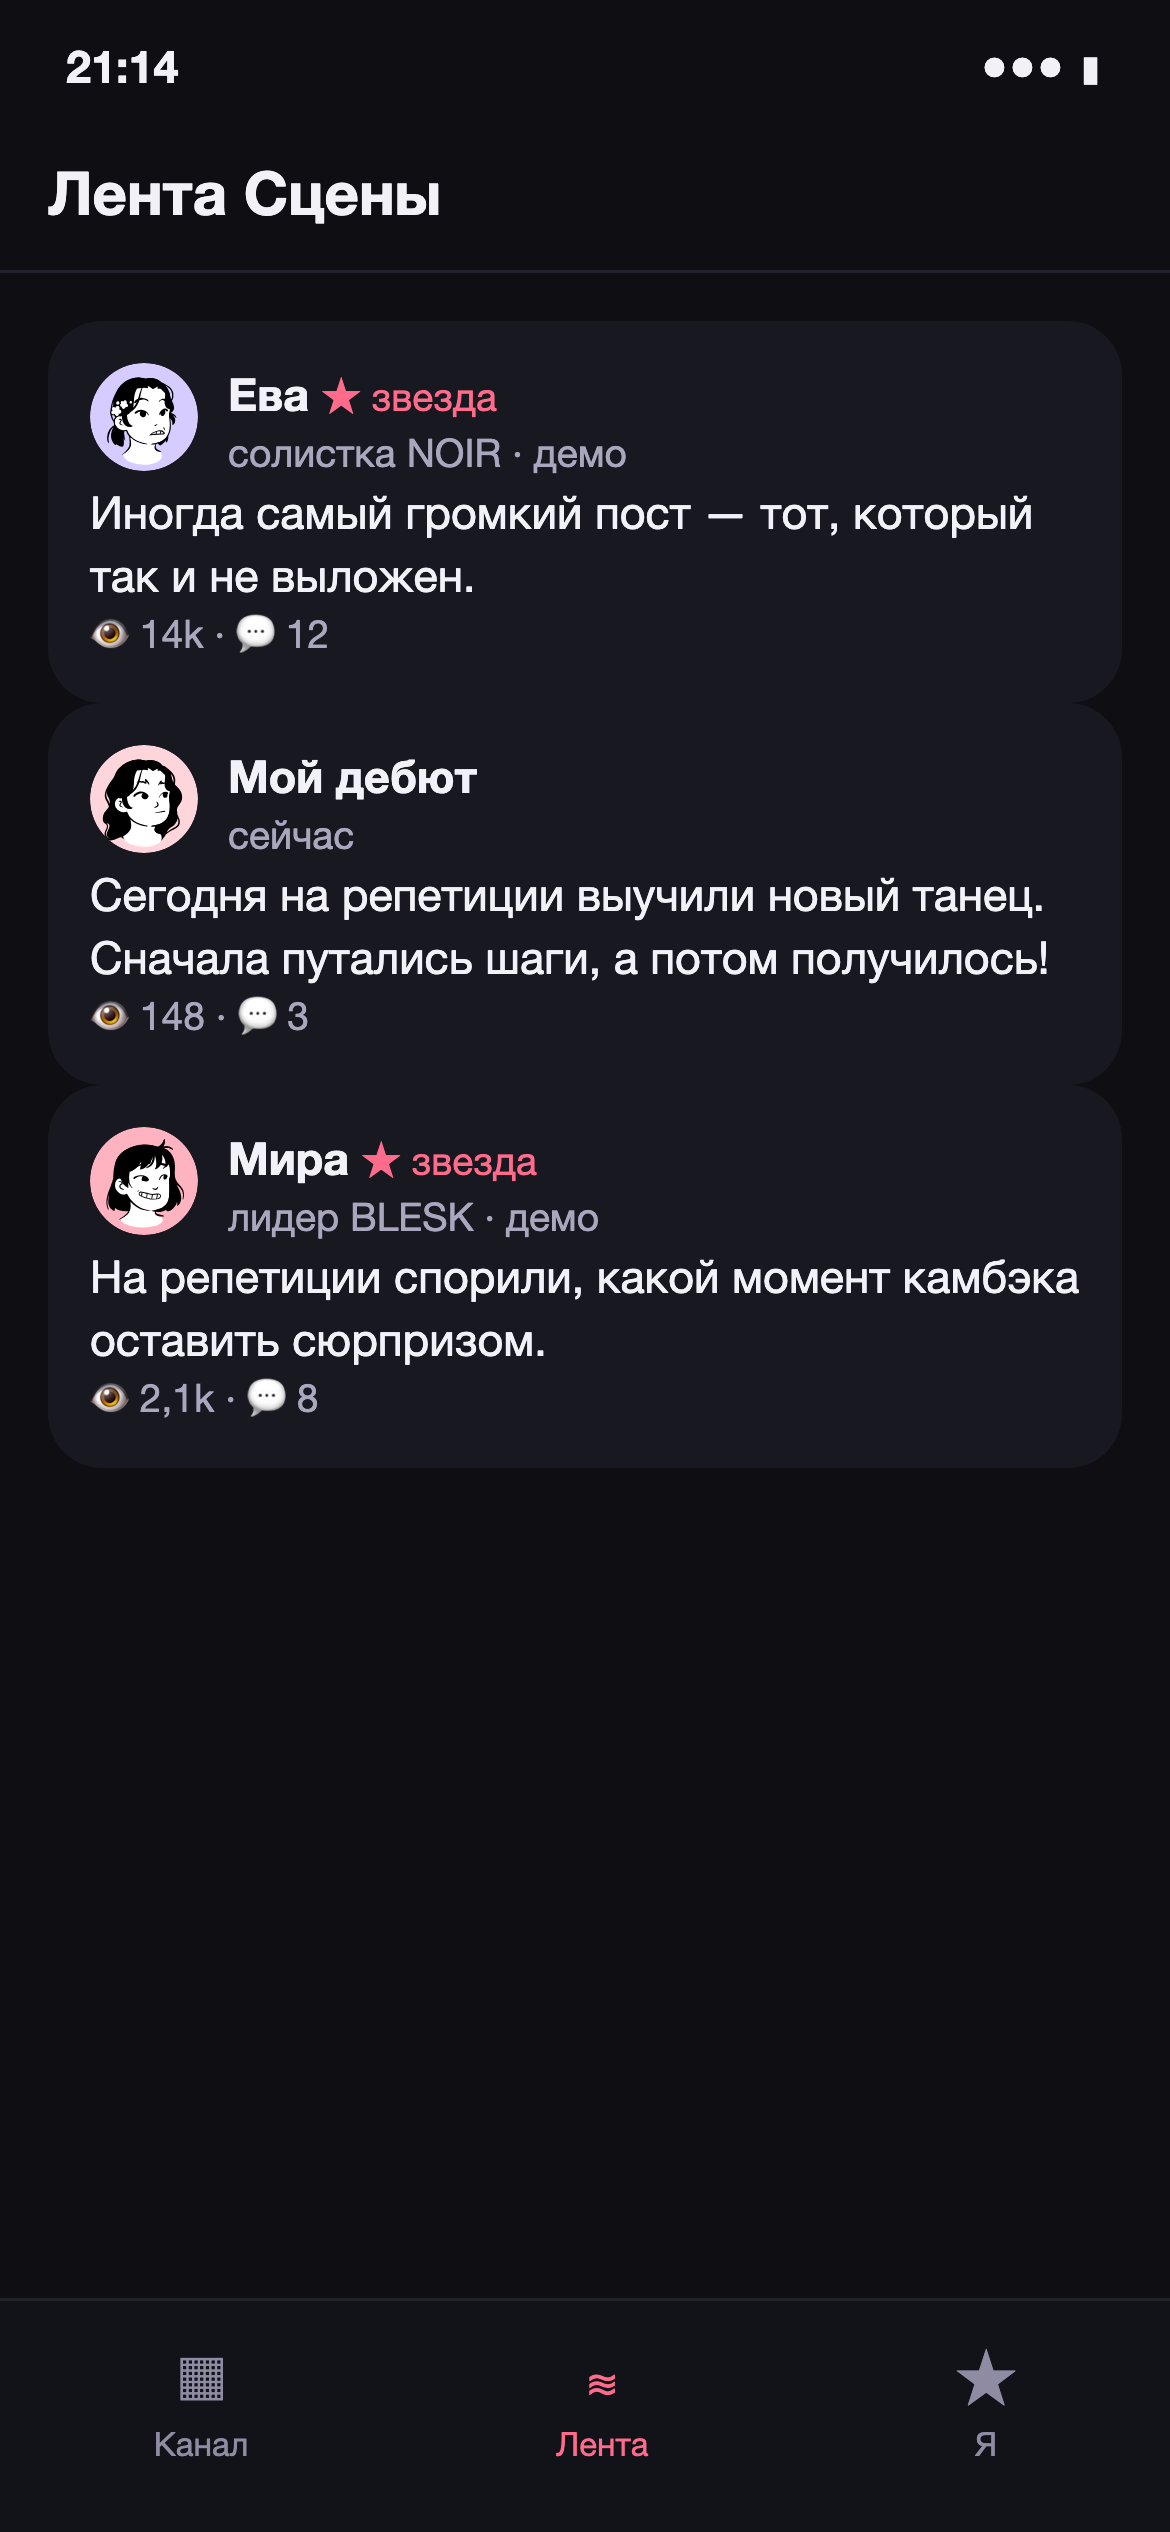 21:14
Лента Сцены
Ева ★ звезда
солистка NOIR · демо
Иногда самый громкий пост — тот, который
так и не выложен.
👁️ 14k · 💬 12
Мой дебют
сейчас
Сегодня на репетиции выучили новый танец.
Сначала путались шаги, а потом получилось!
👁️ 148 · 💬 3
Мира ★ звезда
лидер BLESK · демо
На репетиции спорили, какой момент камбэка
оставить сюрпризом.
👁️ 2,1k · 💬 8
Канал
Лента
Я